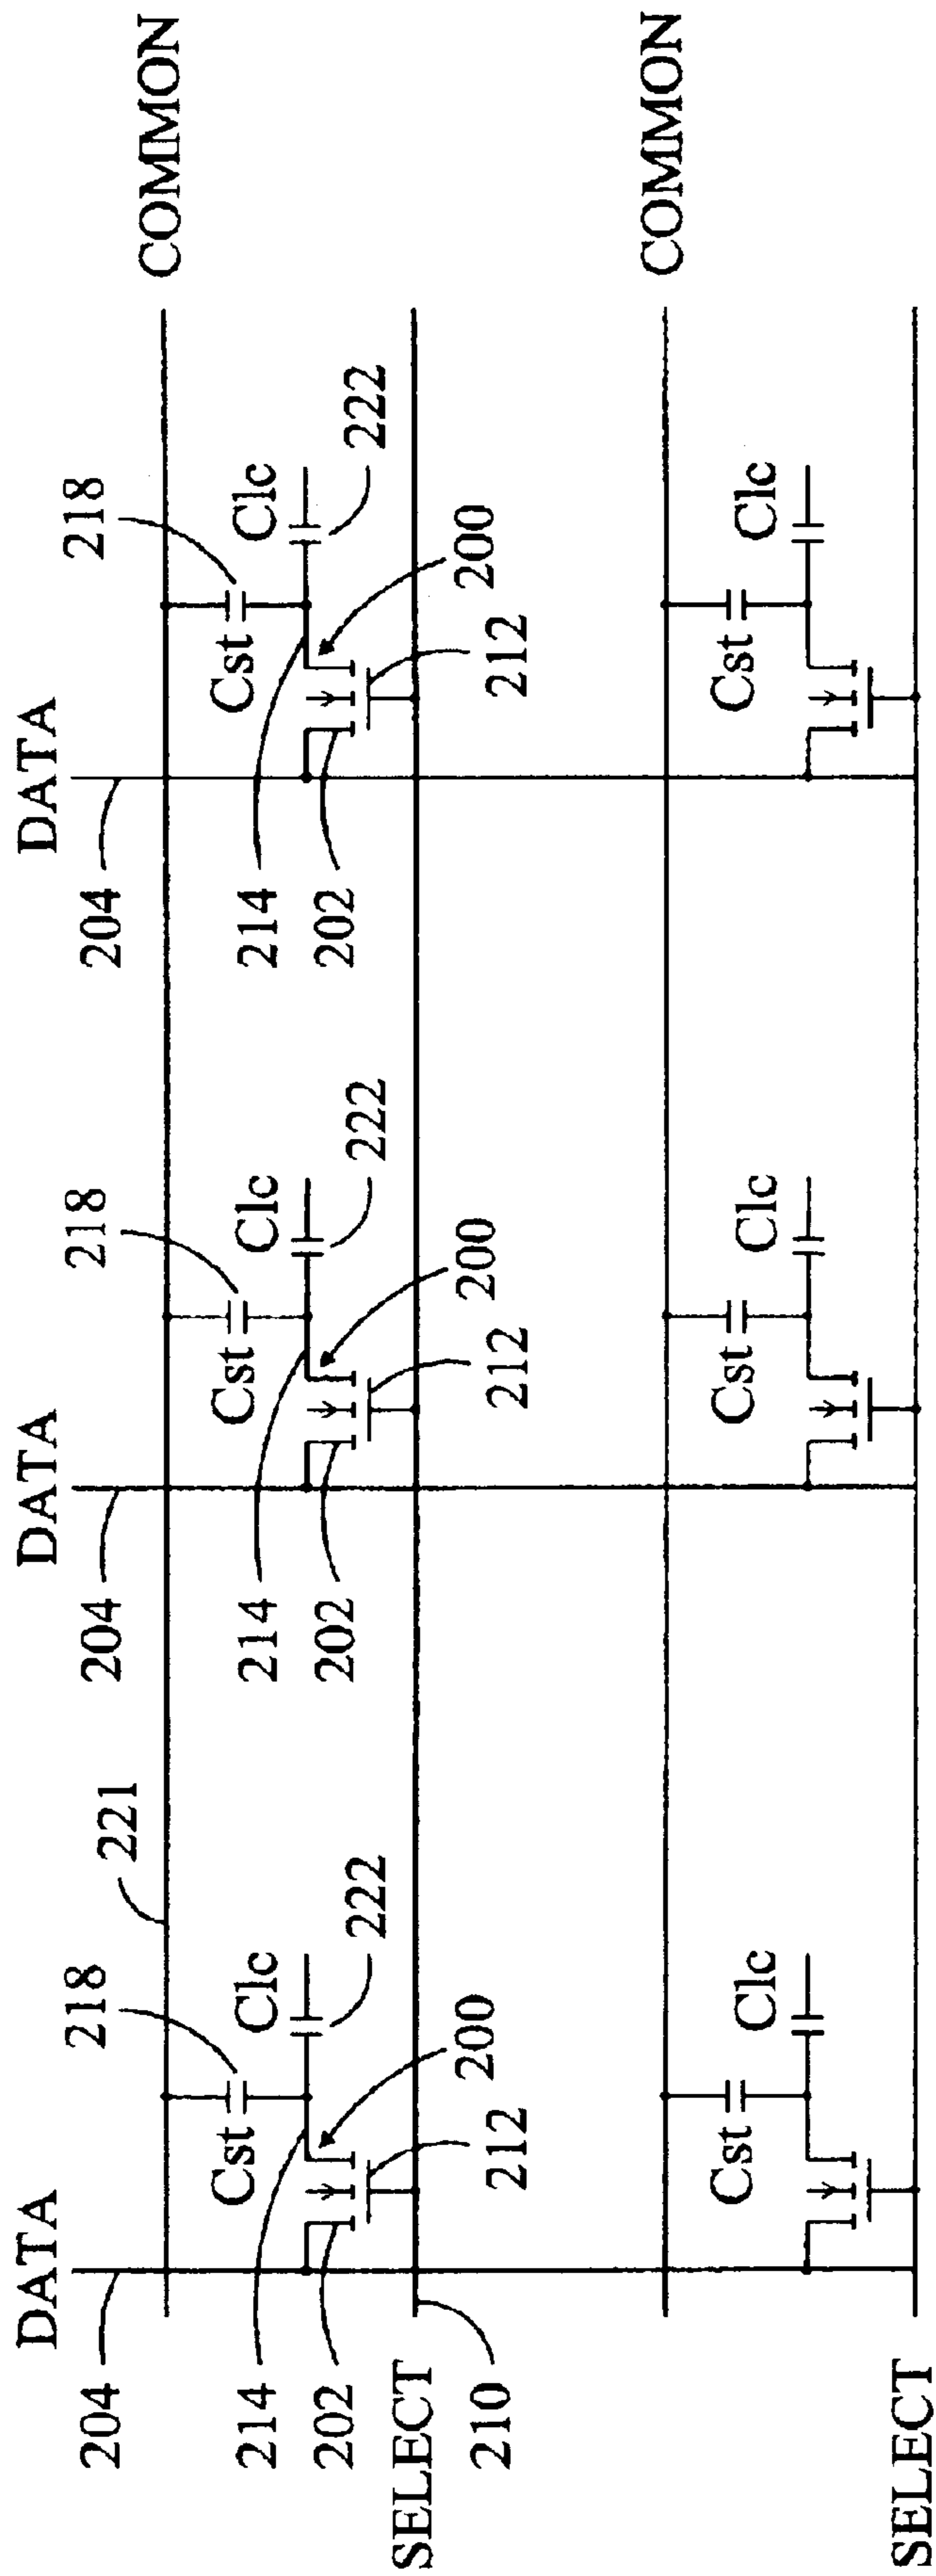 DATA DATA DATA
204 218 221 204 218 204 218
COMMON
214 Cst Clc 214 Cst Clc 214 Cst Clc
202 222 202 222 202 222
SELECT
210 212 200 212 200 212 200
COMMON
Cst Clc Cst Clc Cst Clc
SELECT